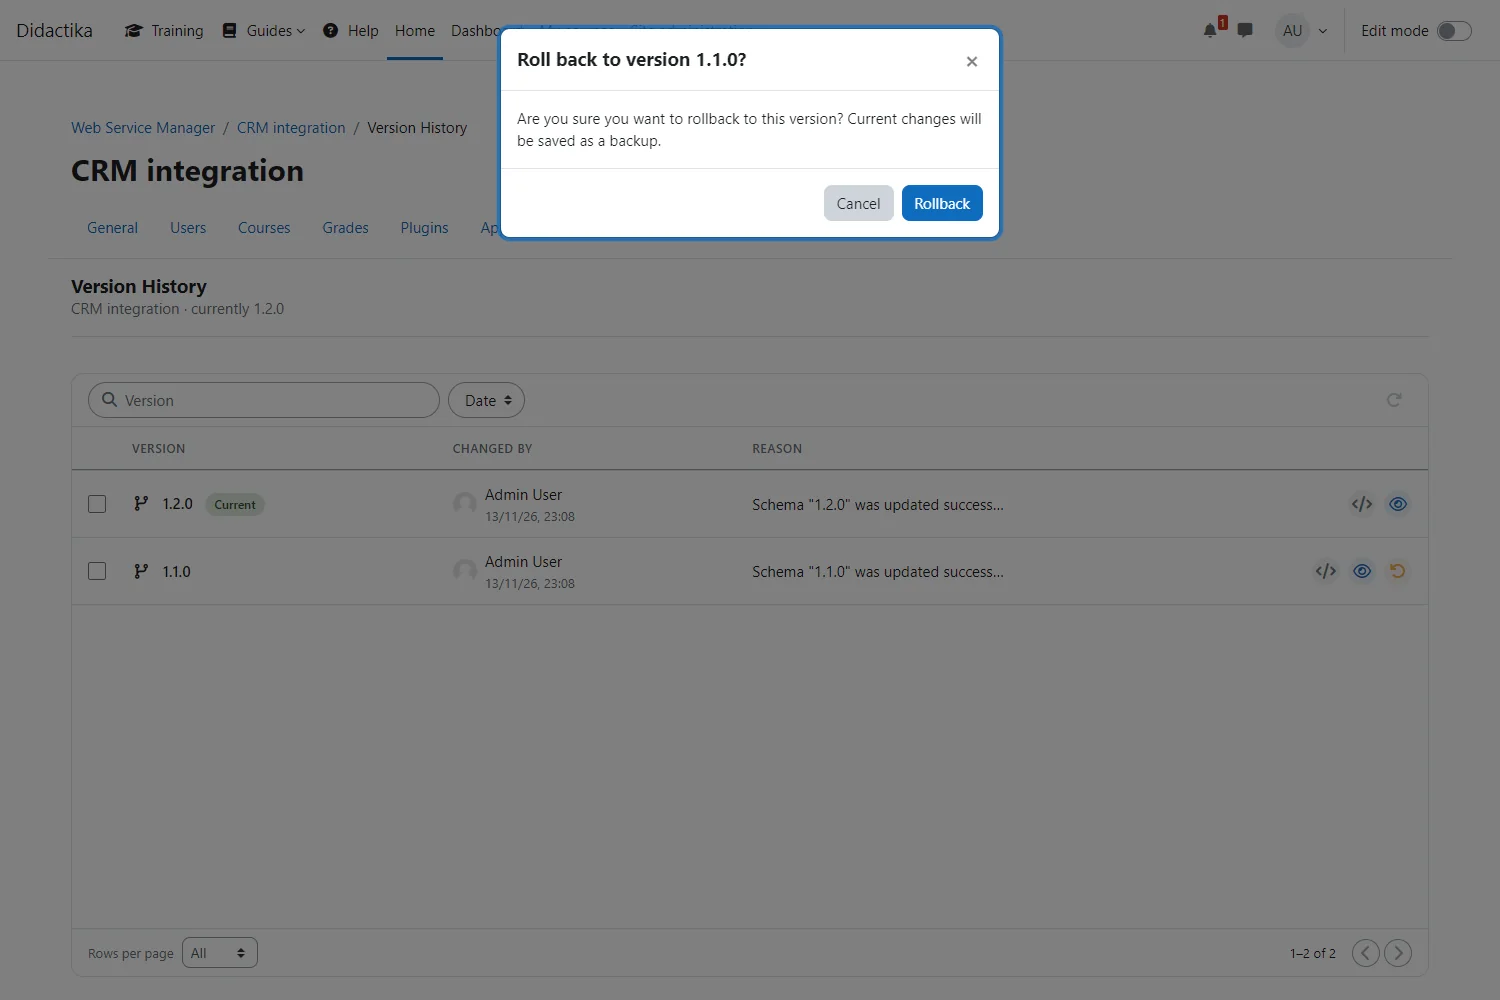 Didactika
Training
Guides
Help
Home
1
AU
Edit mode
Roll back to version 1.1.0?
×
Are you sure you want to rollback to this version? Current changes will
be saved as a backup.
Cancel
Rollback
Web Service Manager / CRM integration / Version History
CRM integration
General
Users
Courses
Grades
Plugins
Version History
CRM integration · currently 1.2.0
Version
Date
VERSION
CHANGED BY
REASON
1.2.0
Current
Admin User
13/11/26, 23:08
Schema "1.2.0" was updated success...
1.1.0
Admin User
13/11/26, 23:08
Schema "1.1.0" was updated success...
Rows per page
All
1–2 of 2